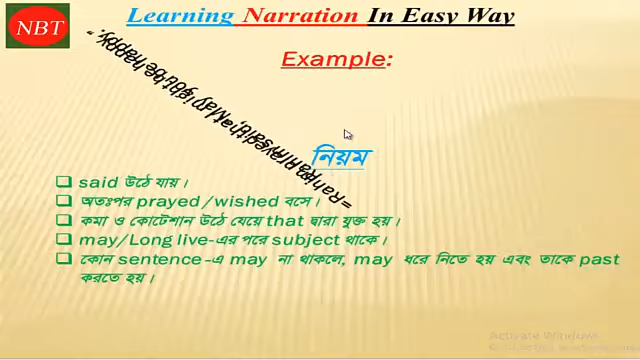 Learning Narration In Easy Way
NBT
Example:
নিয়ম
said উঠে যায়।
অতঃপর prayed/wished বসে।
কমা ও কোটেশান উঠে যেয়ে that দ্বারা যুক্ত হয়।
may/Long live-এর পরে subject থাকে।
কোন sentence-এ may না থাকলে, may ধরে নিতে হয় এবং তাকে past
করতে হয়।
Activate Windows